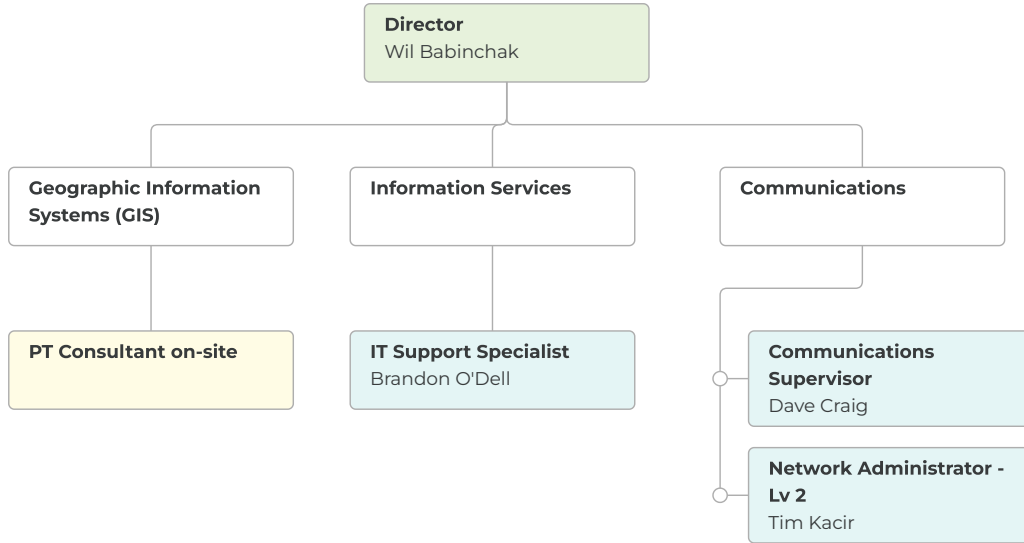 Director
Wil Babinchak
Geographic Information
Systems (GIS)
Information Services
Communications
PT Consultant on-site
IT Support Specialist
Brandon O'Dell
Communications
Supervisor
Dave Craig
Network Administrator -
Lv 2
Tim Kacir